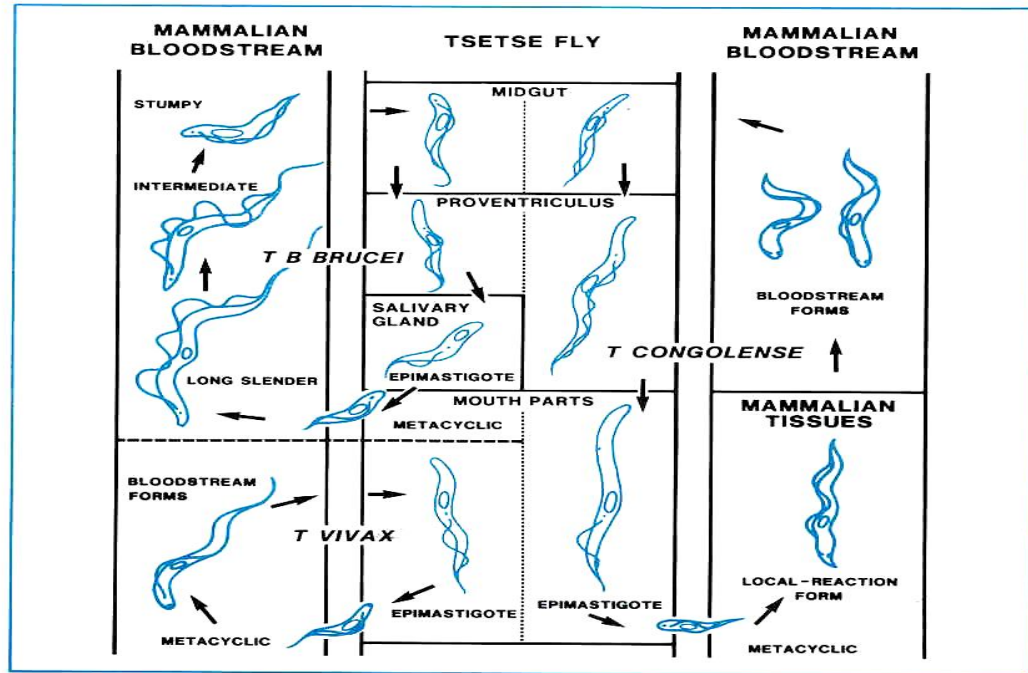 MAMMALIAN
BLOODSTREAM
TSETSE FLY
MAMMALIAN
BLOODSTREAM
MIDGUT
STUMPY
INTERMEDIATE
PROVENTRICULUS
T B BRUCEI
SALIVARY
GLAND
BLOODSTREAM
FORMS
T CONGOLENSE
LONG SLENDER
EPIMASTIGOTE
MOUTH PARTS
METACYCLIC
MAMMALIAN
TISSUES
BLOODSTREAM
FORMS
T VIVAX
LOCAL-REACTION
FORM
EPIMASTIGOTE
EPIMASTIGOTE
METACYCLIC
METACYCLIC